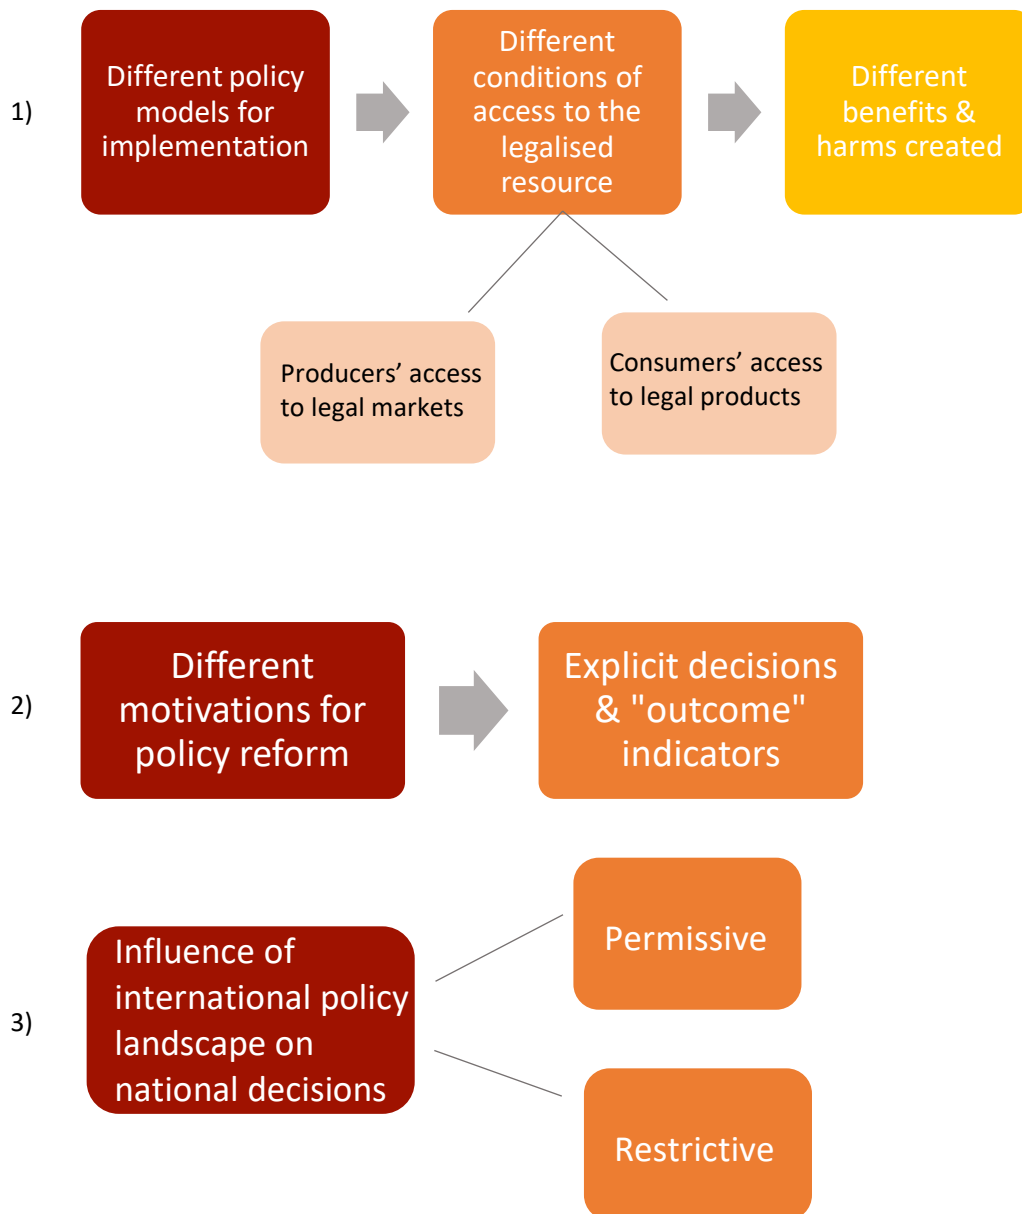 1)
Different policy
models for
implementation
Different
conditions of
access to the
legalised
resource
Different
benefits &
harms created
Producers’ access
to legal markets
Consumers’ access
to legal products
2)
Different
motivations for
policy reform
Explicit decisions
& "outcome"
indicators
3)
Influence of
international policy
landscape on
national decisions
Permissive
Restrictive